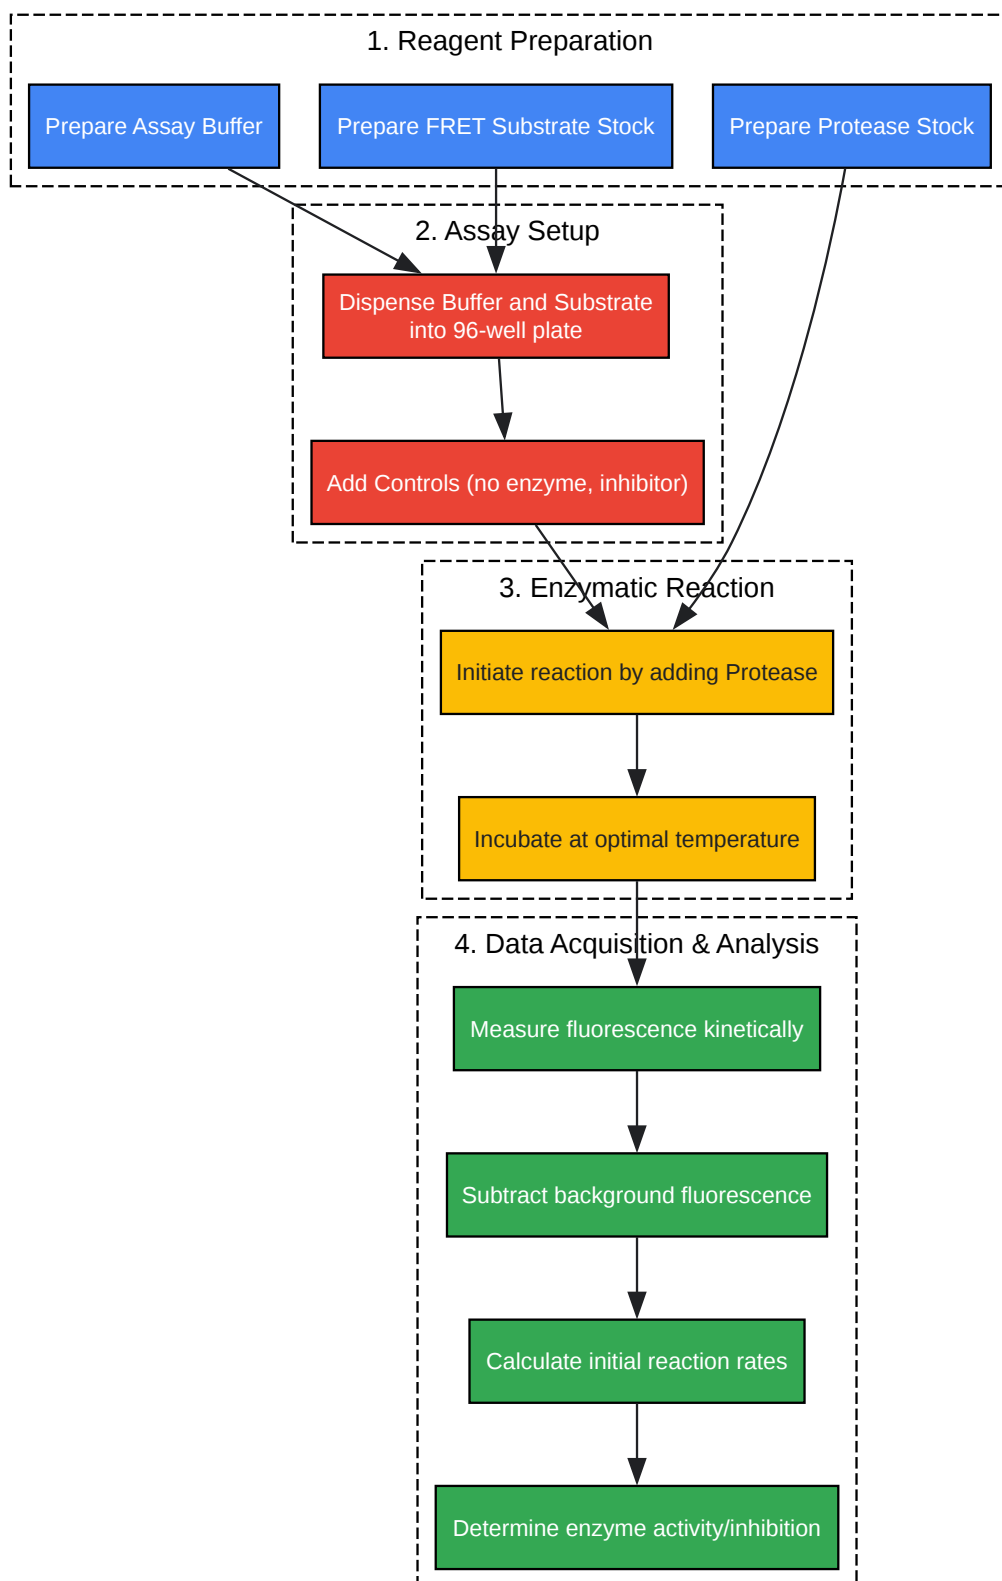 1. Reagent Preparation
Prepare Assay Buffer
Prepare FRET Substrate Stock
Prepare Protease Stock
2. Assay Setup
Dispense Buffer and Substrate
into 96-well plate
Add Controls (no enzyme, inhibitor)
3. Enzymatic Reaction
Initiate reaction by adding Protease
Incubate at optimal temperature
4. Data Acquisition & Analysis
Measure fluorescence kinetically
Subtract background fluorescence
Calculate initial reaction rates
Determine enzyme activity/inhibition